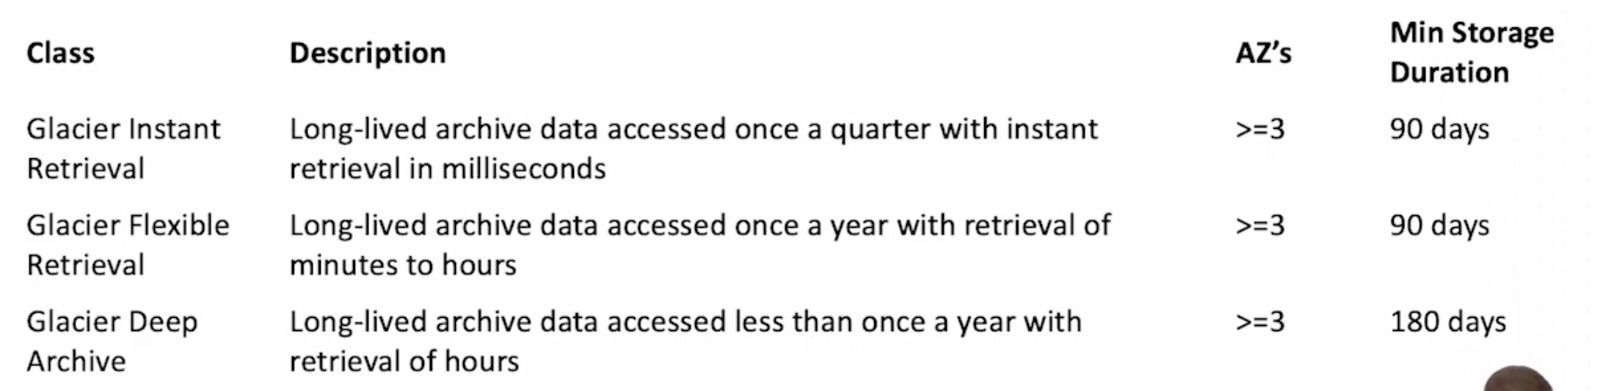 Class Description AZ's Min Storage
Duration
Glacier Instant Long-lived archive data accessed once a quarter with instant >=3 90 days
Retrieval retrieval in milliseconds
Glacier Flexible Long-lived archive data accessed once a year with retrieval of >=3 90 days
Retrieval minutes to hours
Glacier Deep Long-lived archive data accessed less than once a year with >=3 180 days
Archive retrieval of hours